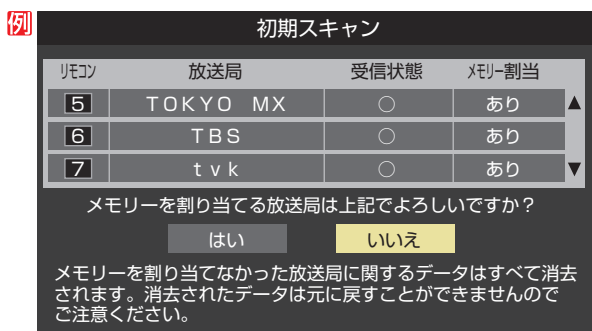 例
初期スキャン
リモコン 放送局 受信状態 メモリー割当
5 TOKYO MX ○ あり ▲
6 TBS ○ あり
7 tvk ○ あり ▼
メモリーを割り当てる放送局は上記でよろしいですか？
はい いいえ
メモリーを割り当てなかった放送局に関するデータはすべて消去
されます。消去されたデータは元に戻すことができませんので
ご注意ください。